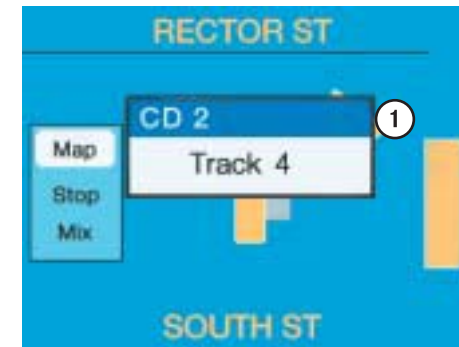 RECTOR ST
CD 2
1
Track 4
Map
Stop
Mix
SOUTH ST